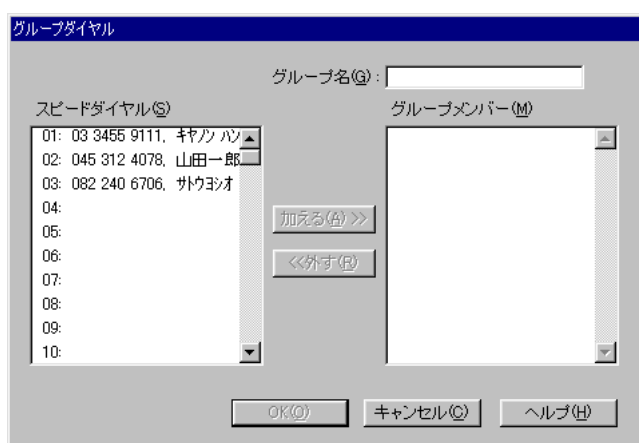 グループダイヤル
グループ名(G):
スピードダイヤル(S)
グループメンバー(M)
01: 03 3455 9111, キヤノン ハン
02: 045 312 4078, 山田一郎
03: 082 240 6706, サトウヨシオ
04:
05:
06:
07:
08:
09:
10:
加える(A) >>
<<外す(R)
OK(O)
キャンセル(C)
ヘルプ(H)